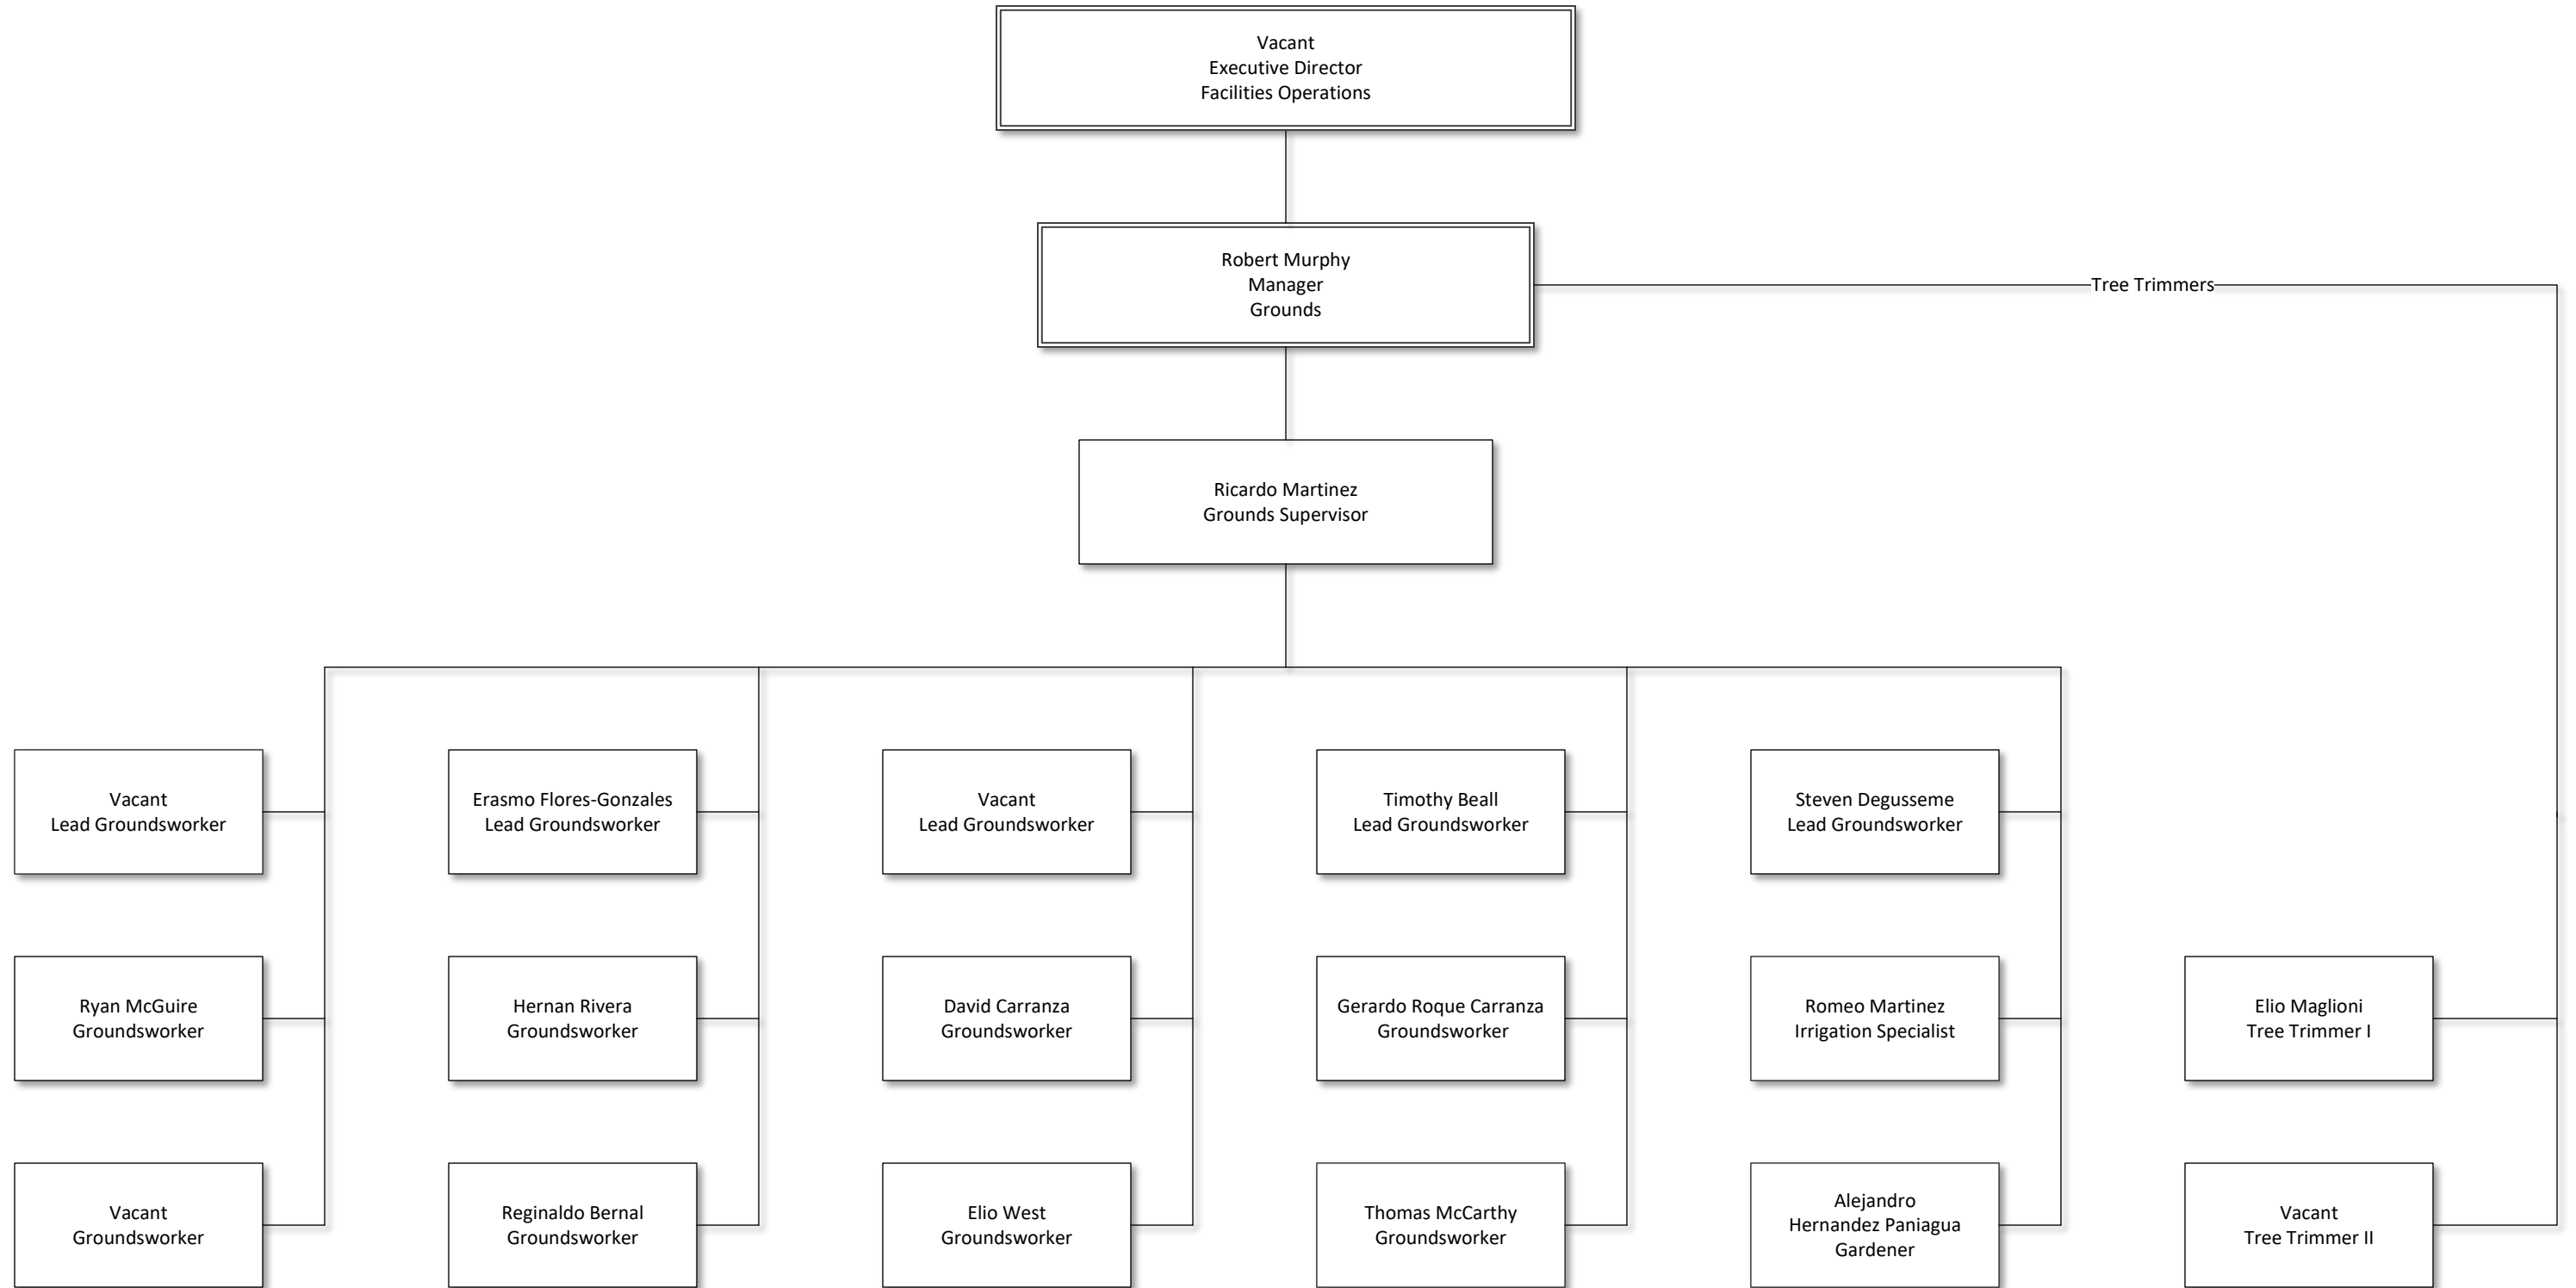 Vacant
Executive Director
Facilities Operations
Robert Murphy
Manager
Grounds
Tree Trimmers
Ricardo Martinez
Grounds Supervisor
Vacant
Lead Groundsworker
Erasmo Flores-Gonzales
Lead Groundsworker
Vacant
Lead Groundsworker
Timothy Beall
Lead Groundsworker
Steven Degusseme
Lead Groundsworker
Ryan McGuire
Groundsworker
Hernan Rivera
Groundsworker
David Carranza
Groundsworker
Gerardo Roque Carranza
Groundsworker
Romeo Martinez
Irrigation Specialist
Elio Maglioni
Tree Trimmer I
Vacant
Groundsworker
Reginaldo Bernal
Groundsworker
Elio West
Groundsworker
Thomas McCarthy
Groundsworker
Alejandro
Hernandez Paniagua
Gardener
Vacant
Tree Trimmer II